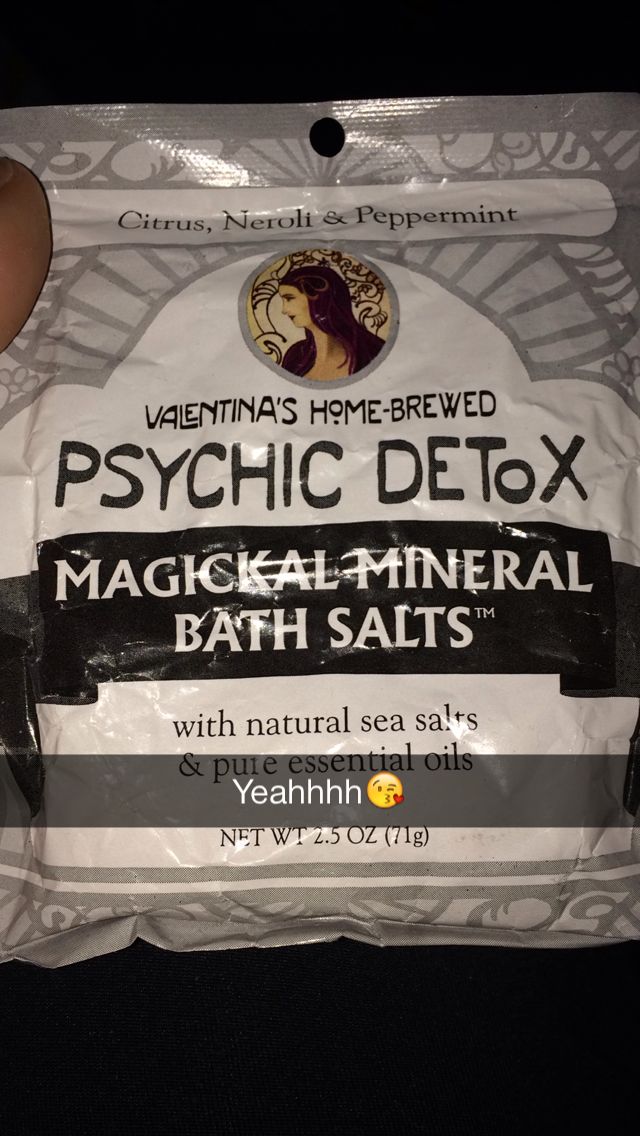 Citrus, Neroli & Peppermint
VALENTINA'S HOME-BREWED
PSYCHIC DETOX
MAGICKAL MINERAL
BATH SALTS™
with natural sea salts
& pure essential oils
Yeahhhh😘
NET WT 2.5 OZ (71g)